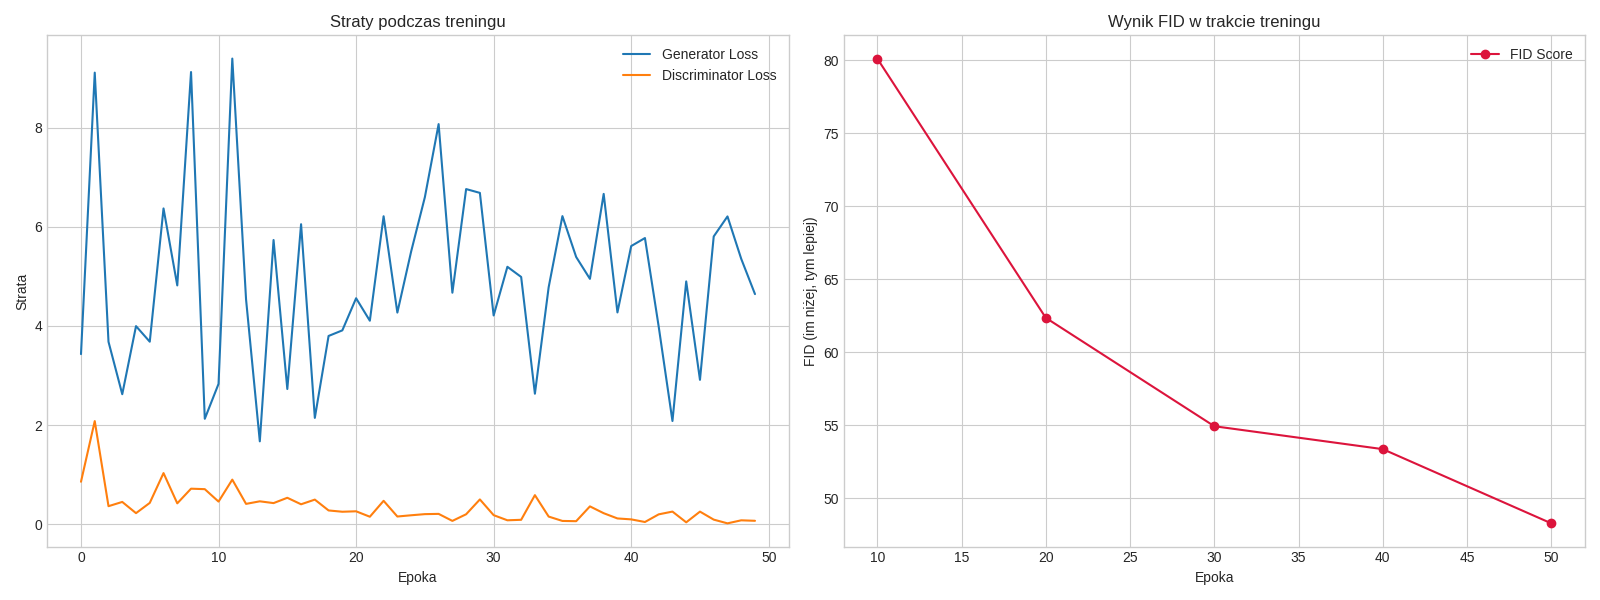 Straty podczas treningu
Generator Loss
Discriminator Loss
Strata
8
6
4
2
0
0 10 20 30 40 50
Epoka
Wynik FID w trakcie treningu
FID Score
FID (im niżej, tym lepiej)
80
75
70
65
60
55
50
10 15 20 25 30 35 40 45 50
Epoka